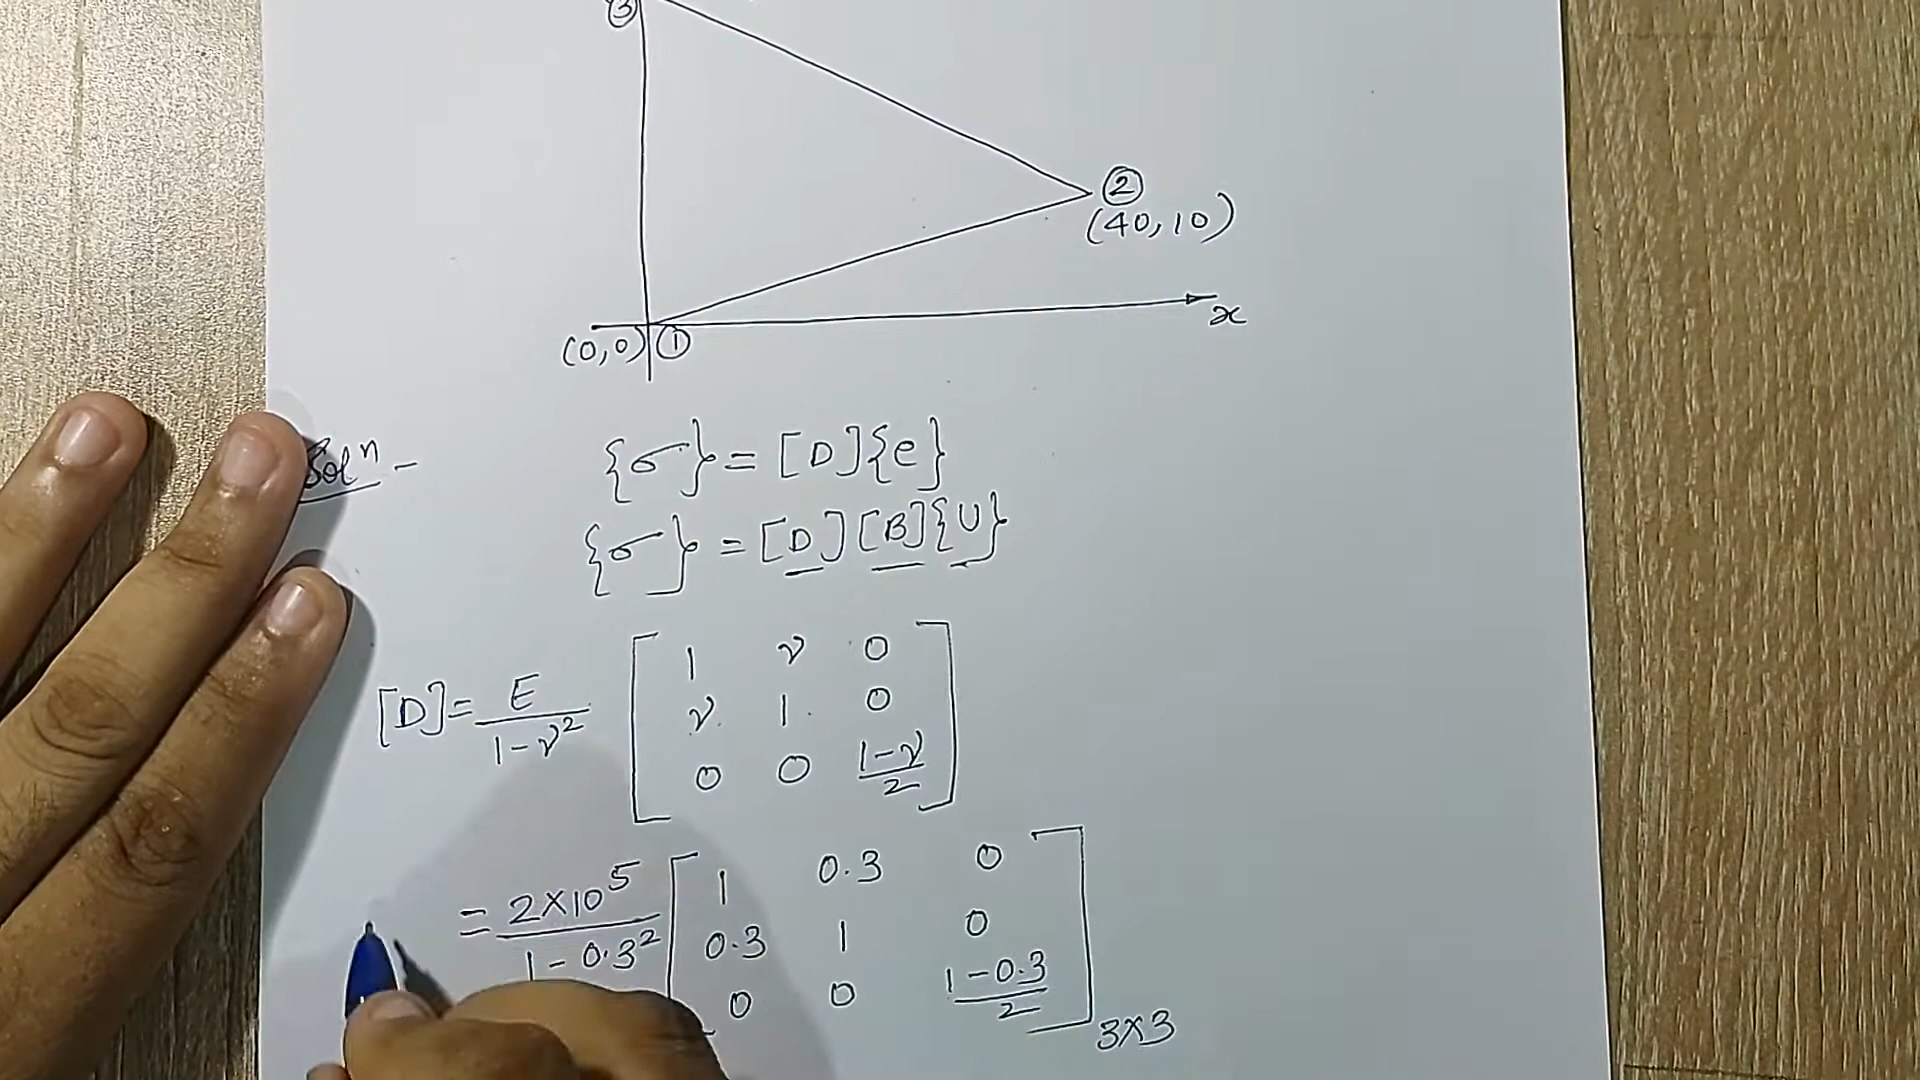 ③
②
(40,10)
x
(0,0) ①
Solⁿ -
{σ} = [D]{e}
{σ} = [D][B]{U}
[D] = E/(1-ν²) [1 ν 0
ν 1 0
0 0 (1-ν)/2]
= 2×10⁵/(1-0.3²) [1 0.3 0
0.3 1 0
0 0 (1-0.3)/2] 3×3